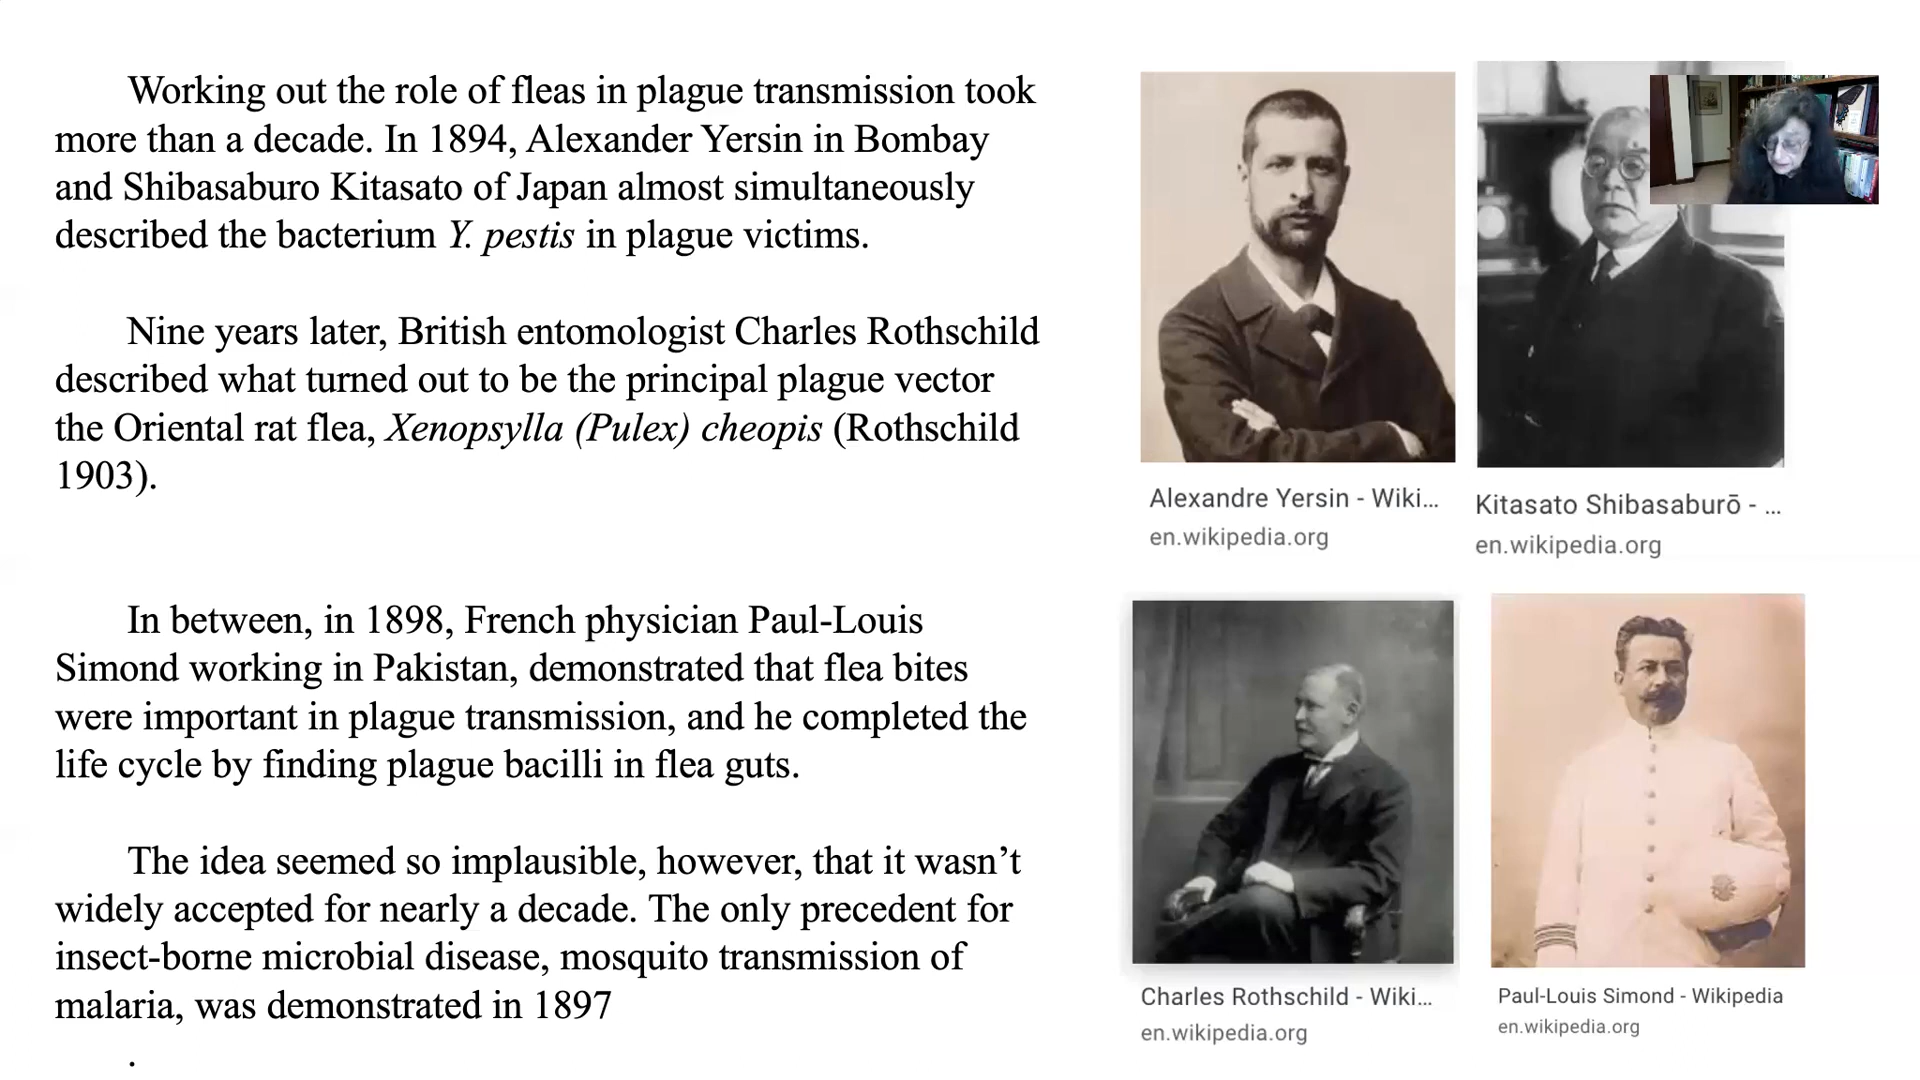 Working out the role of fleas in plague transmission took
more than a decade. In 1894, Alexander Yersin in Bombay
and Shibasaburo Kitasato of Japan almost simultaneously
described the bacterium Y. pestis in plague victims.
Nine years later, British entomologist Charles Rothschild
described what turned out to be the principal plague vector
the Oriental rat flea, Xenopsylla (Pulex) cheopis (Rothschild
1903).
In between, in 1898, French physician Paul-Louis
Simond working in Pakistan, demonstrated that flea bites
were important in plague transmission, and he completed the
life cycle by finding plague bacilli in flea guts.
The idea seemed so implausible, however, that it wasn’t
widely accepted for nearly a decade. The only precedent for
insect-borne microbial disease, mosquito transmission of
malaria, was demonstrated in 1897
.
Alexandre Yersin - Wiki...
en.wikipedia.org
Kitasato Shibasaburō - ...
en.wikipedia.org
Charles Rothschild - Wiki...
en.wikipedia.org
Paul-Louis Simond - Wikipedia
en.wikipedia.org